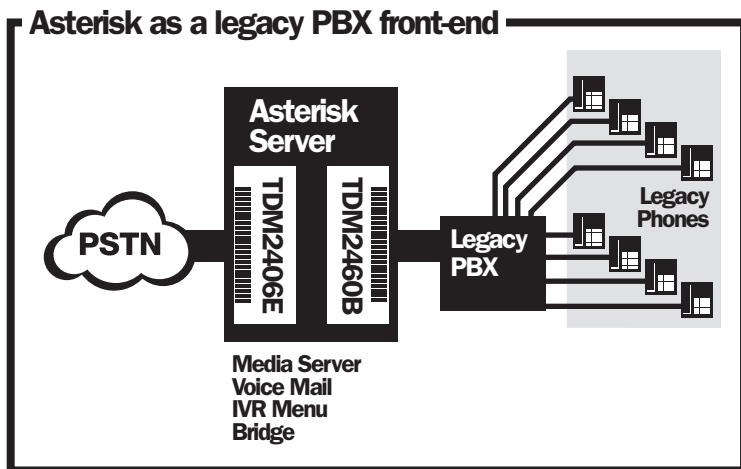 Asterisk as a legacy PBX front-end
Asterisk
Server
TDM2406E
TDM2460B
PSTN
Legacy
PBX
Legacy
Phones
Media Server
Voice Mail
IVR Menu
Bridge